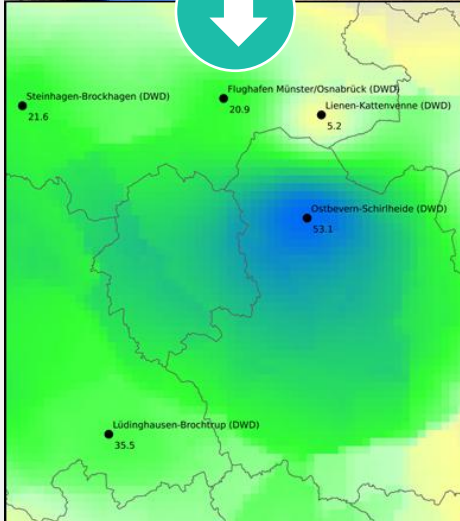 Steinhagen-Brockhagen (DWD)
21.6
Flughafen Münster/Osnabrück (DWD)
20.9
Lienen-Kattenvenne (DWD)
5.2
Ostbevern-Schirlheide (DWD)
53.1
Lüdinghausen-Brochtrup (DWD)
35.5